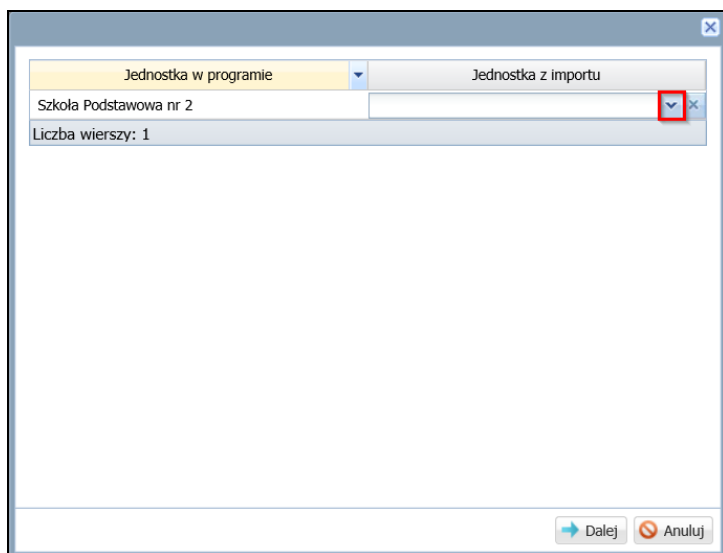 Jednostka w programie Jednostka z importu
Szkoła Podstawowa nr 2
Liczba wierszy: 1
Dalej Anuluj